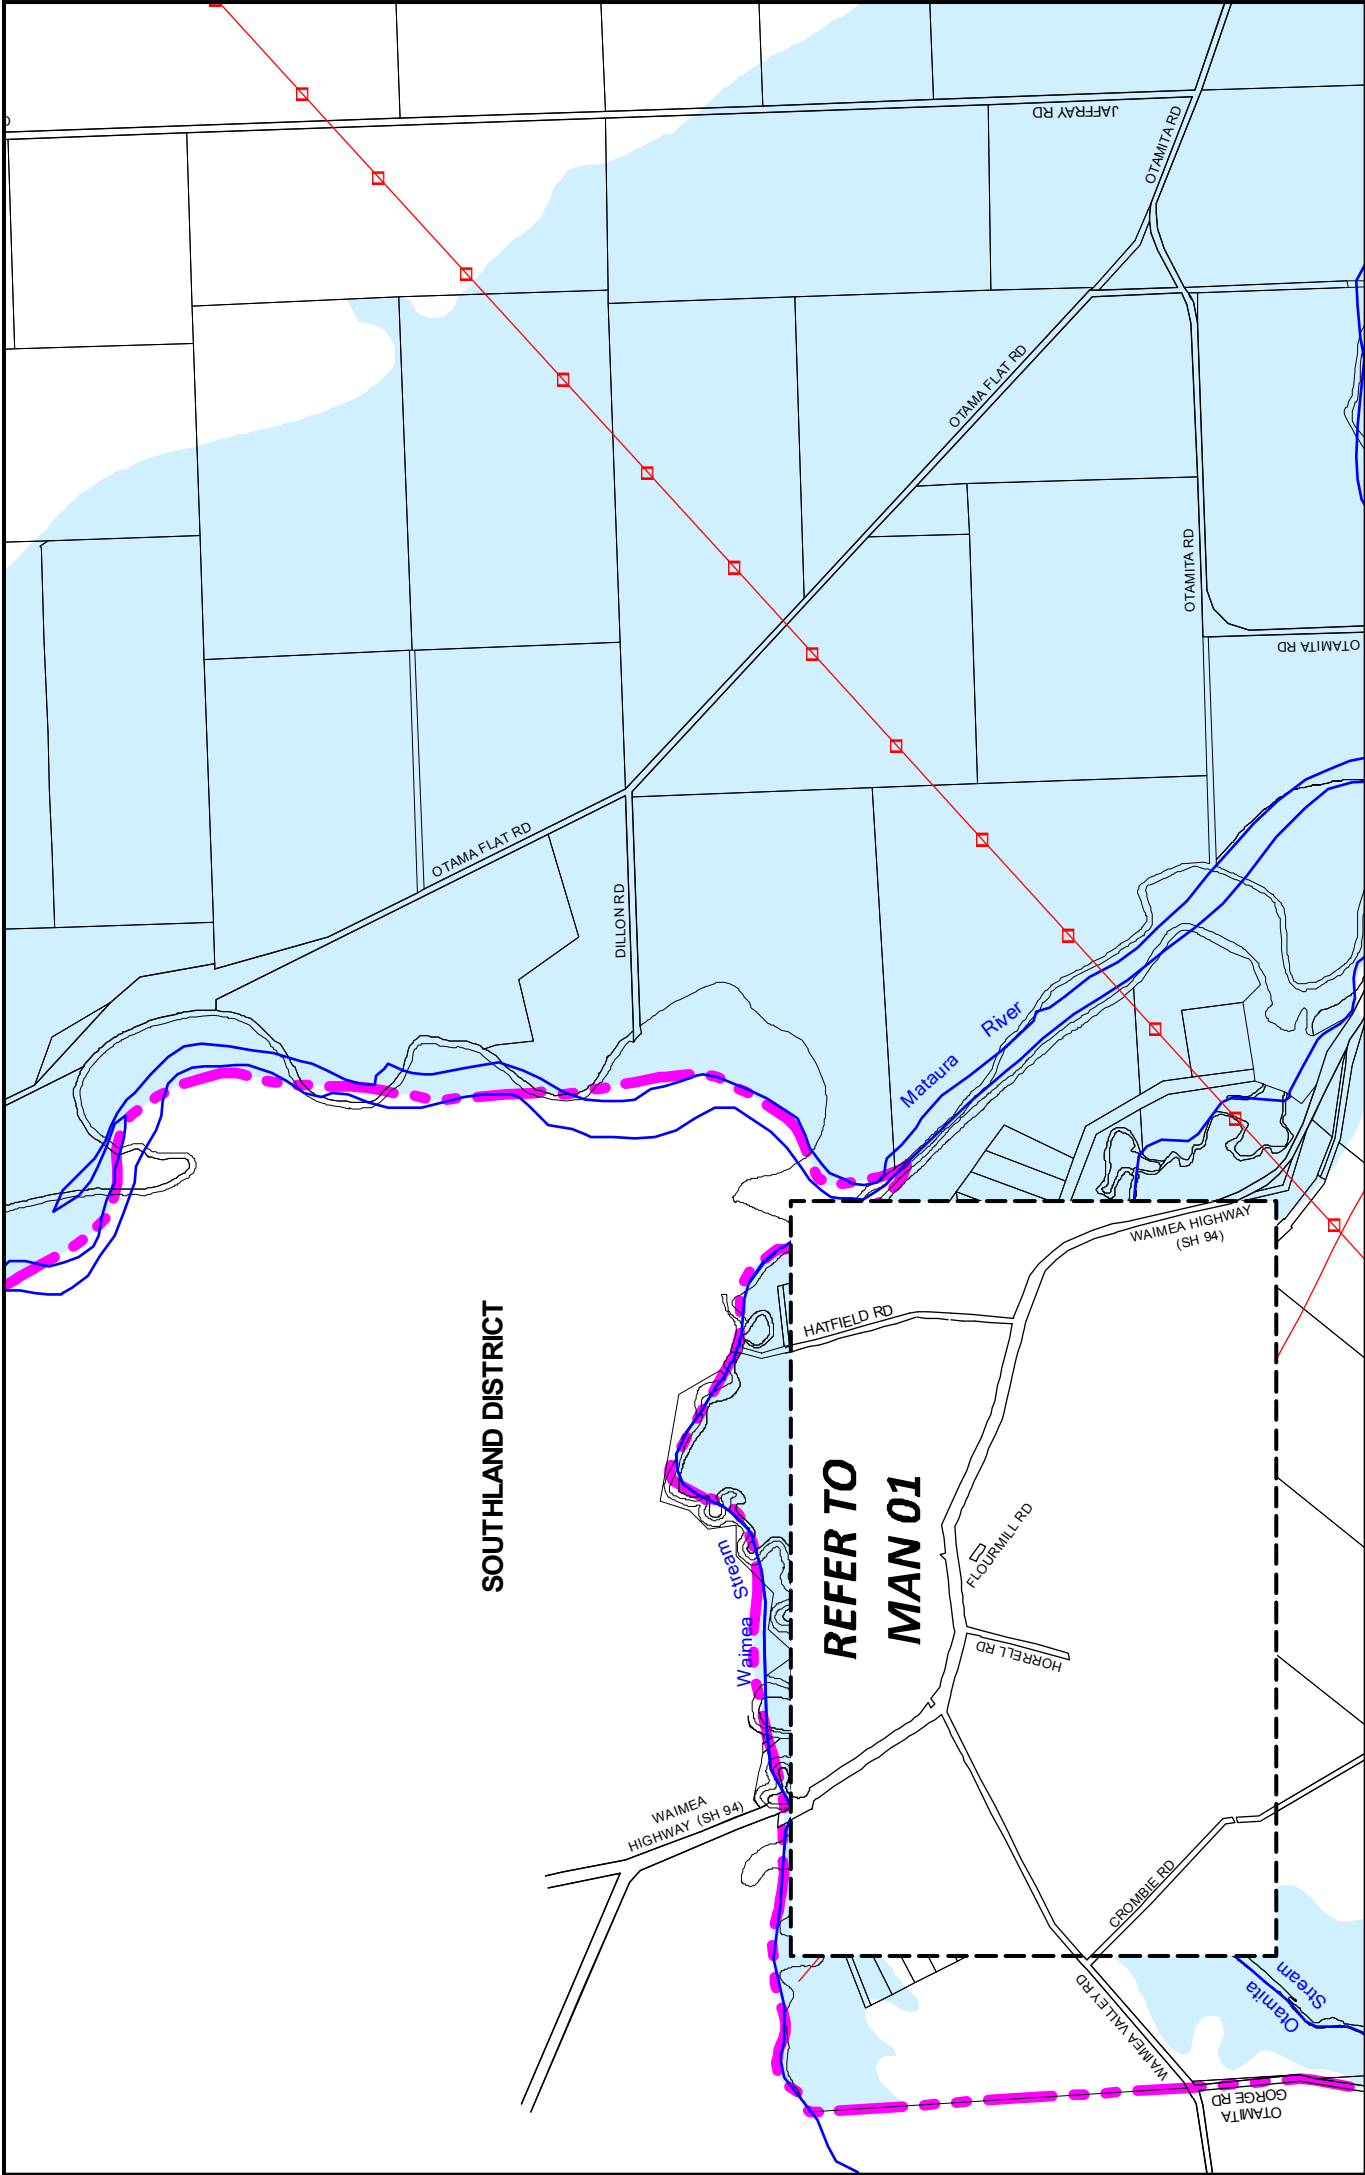 JAFFRAY RD
OTAMITA RD
OTAMA FLAT RD
OTAMITA RD
OTAMITA RD
OTAMA FLAT RD
DILLON RD
Mataura River
WAIMEA HIGHWAY
(SH 94)
HATFIELD RD
SOUTHLAND DISTRICT
REFER TO
MAN 01
FLOURMILL RD
HORRELL RD
Waimea Stream
WAIMEA
HIGHWAY (SH 94)
CROMBIE RD
WAIMEA VALLEY RD
Otamita
Stream
OTAMITA
GORGE RD